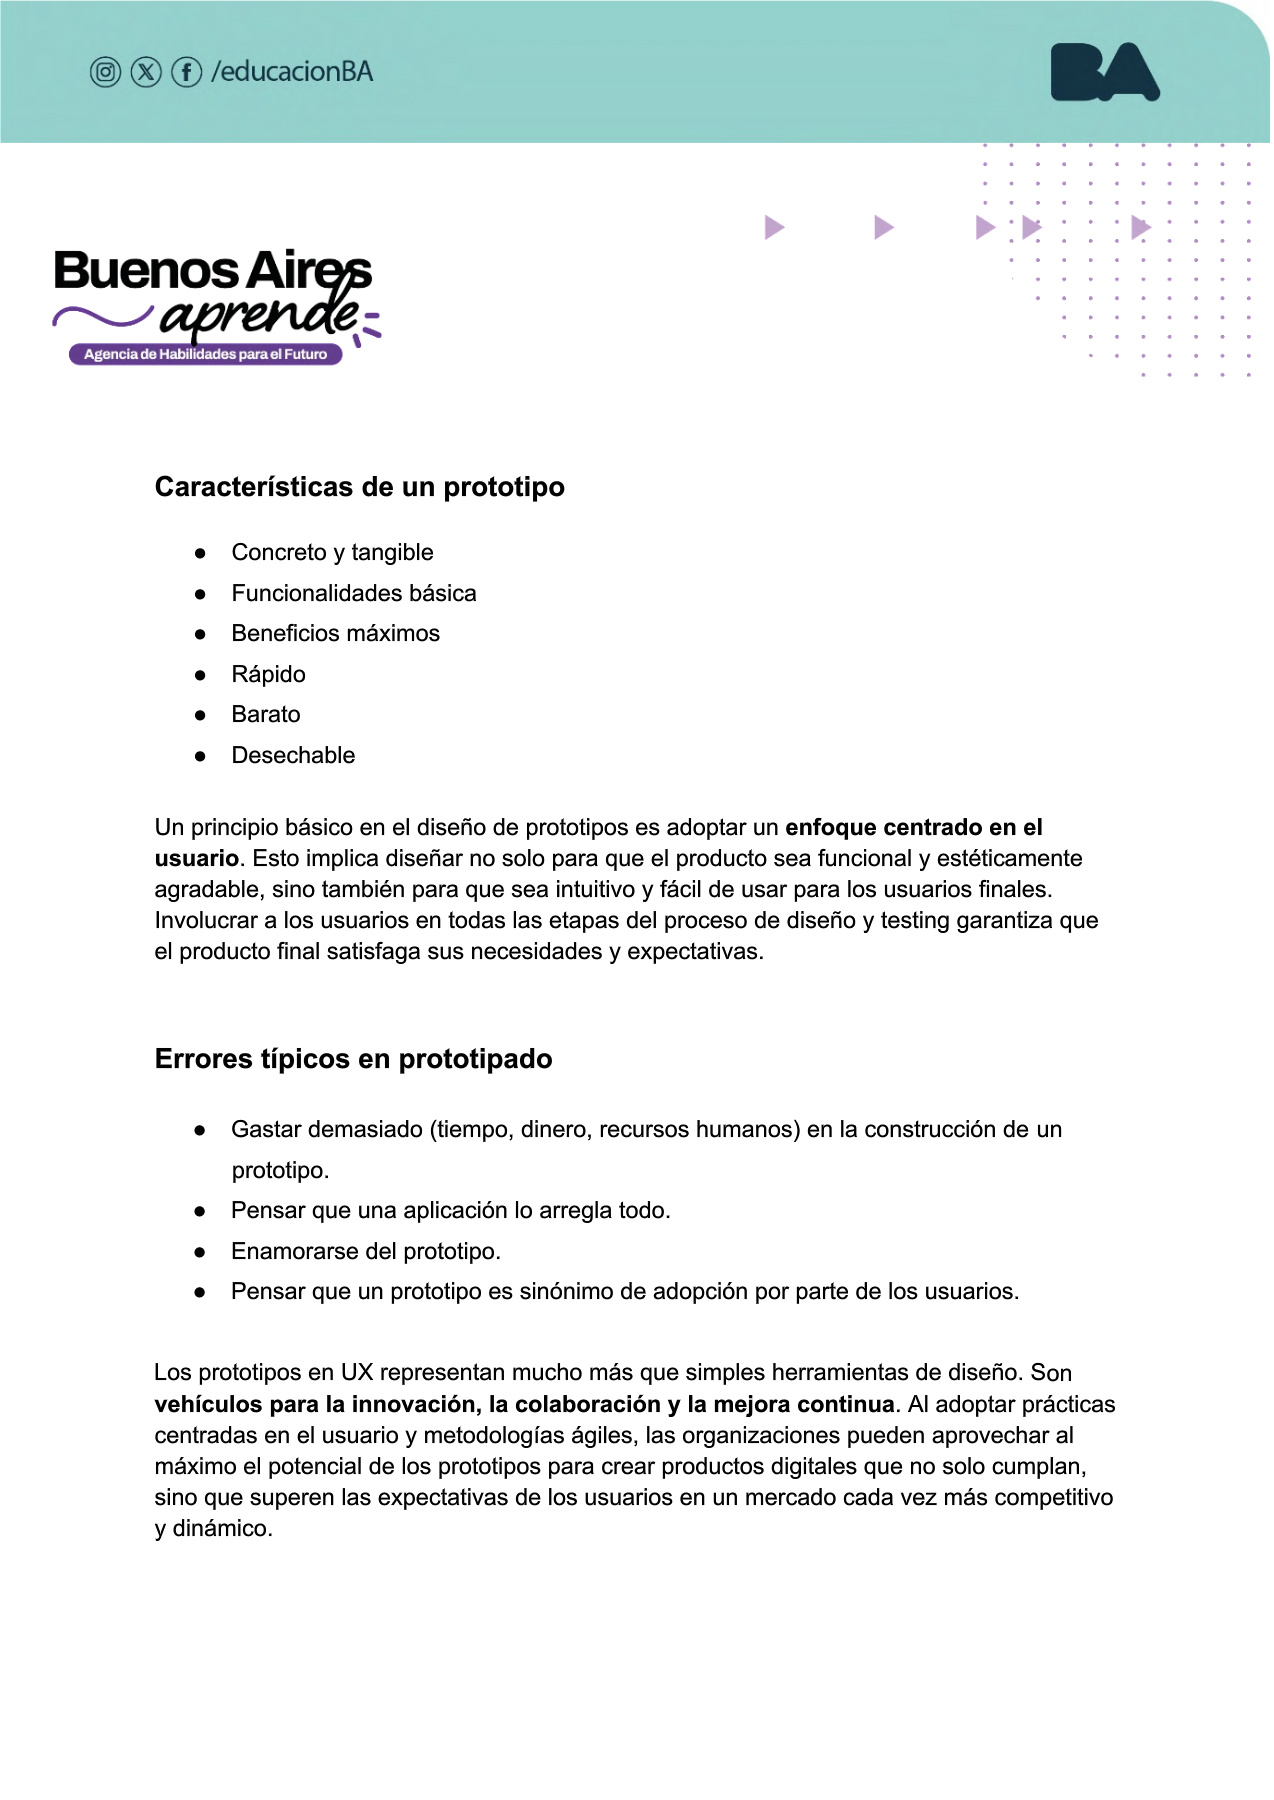 /educacionBA
BA
Buenos Aires
aprende
Agencia de Habilidades para el Futuro
Características de un prototipo
● Concreto y tangible
● Funcionalidades básica
● Beneficios máximos
● Rápido
● Barato
● Desechable
Un principio básico en el diseño de prototipos es adoptar un enfoque centrado en el
usuario. Esto implica diseñar no solo para que el producto sea funcional y estéticamente
agradable, sino también para que sea intuitivo y fácil de usar para los usuarios finales.
Involucrar a los usuarios en todas las etapas del proceso de diseño y testing garantiza que
el producto final satisfaga sus necesidades y expectativas.
Errores típicos en prototipado
● Gastar demasiado (tiempo, dinero, recursos humanos) en la construcción de un
prototipo.
● Pensar que una aplicación lo arregla todo.
● Enamorarse del prototipo.
● Pensar que un prototipo es sinónimo de adopción por parte de los usuarios.
Los prototipos en UX representan mucho más que simples herramientas de diseño. Son
vehículos para la innovación, la colaboración y la mejora continua. Al adoptar prácticas
centradas en el usuario y metodologías ágiles, las organizaciones pueden aprovechar al
máximo el potencial de los prototipos para crear productos digitales que no solo cumplan,
sino que superen las expectativas de los usuarios en un mercado cada vez más competitivo
y dinámico.